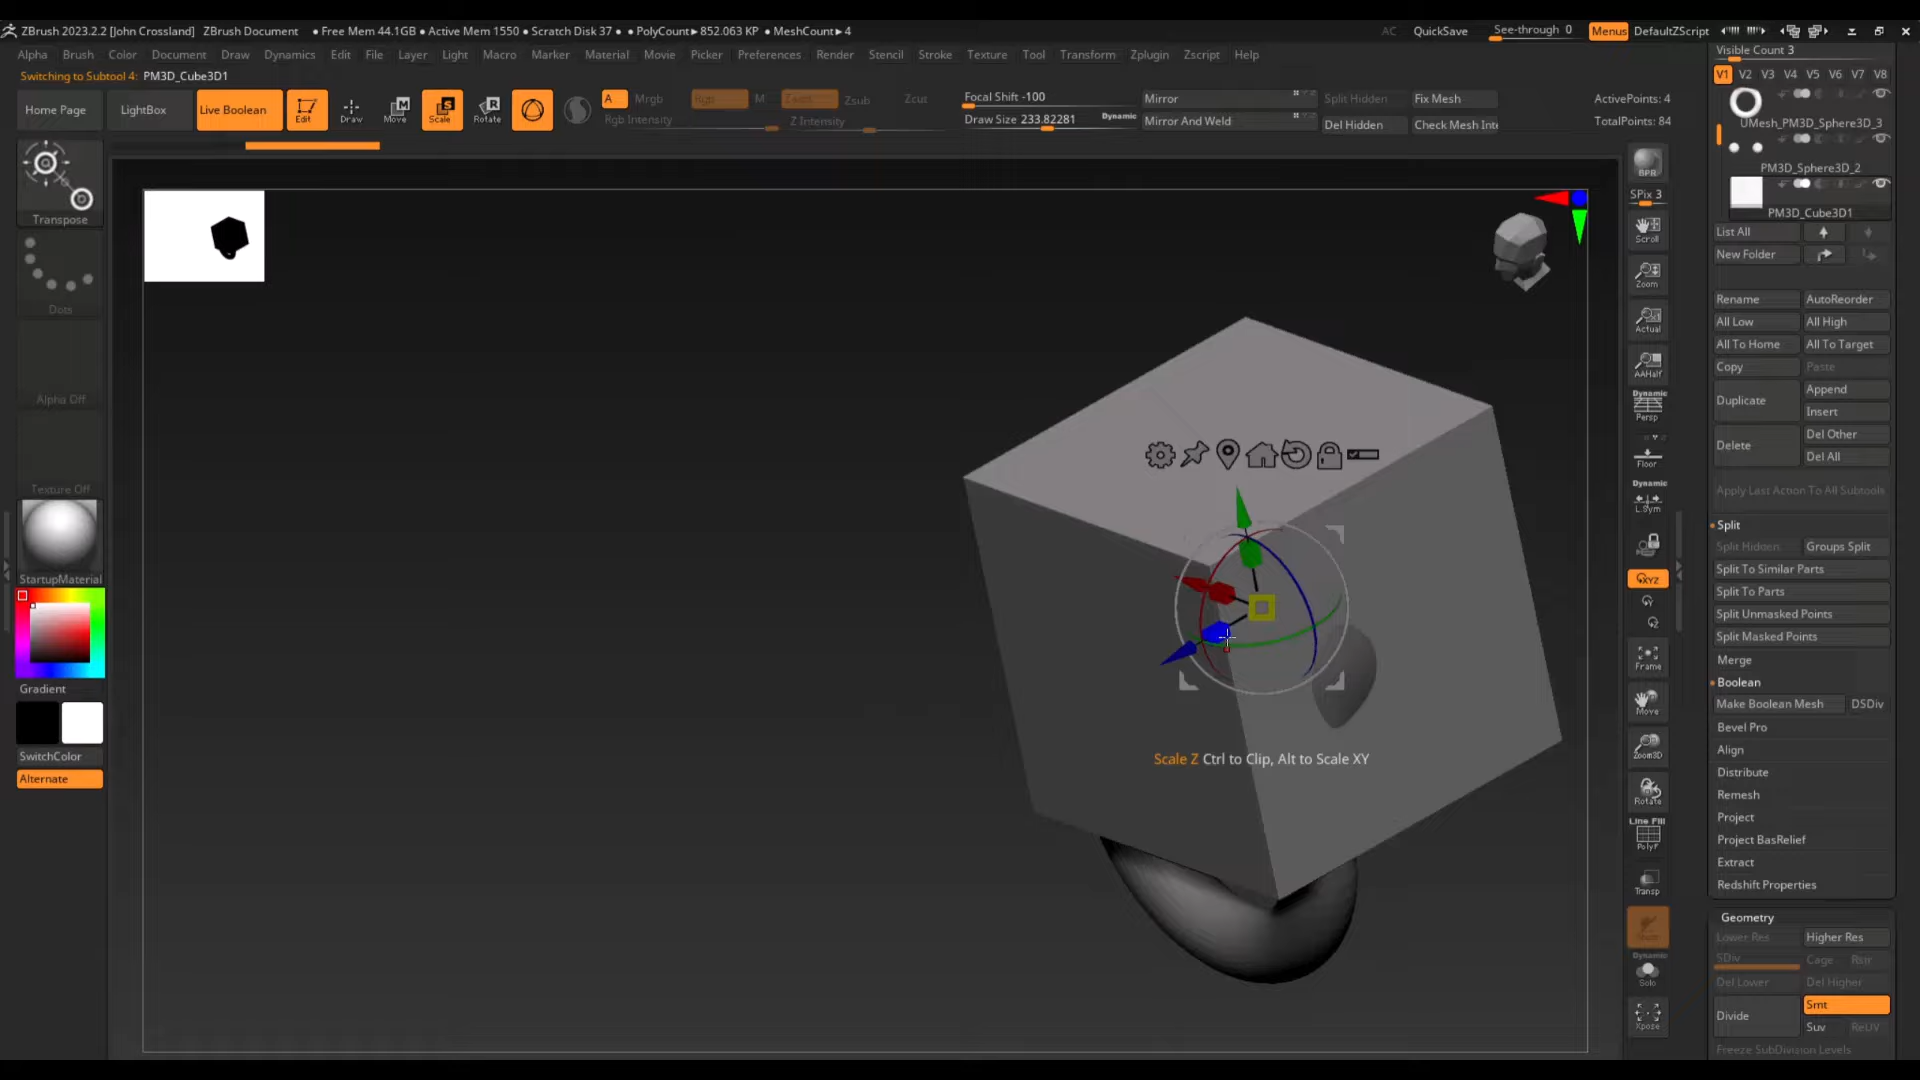 ZBrush 2023.2.2 [John Crossland] ZBrush Document • Free Mem 44.1GB • Active Mem 1550 • Scratch Disk 37 • • PolyCount► 852.063 KP • MeshCount► 4 AC QuickSave See-through 0 Menus DefaultZScript
Alpha Brush Color Document Draw Dynamics Edit File Layer Light Macro Marker Material Movie Picker Preferences Render Stencil Stroke Texture Tool Transform Zplugin Zscript Help
Switching to Subtool 4: PM3D_Cube3D1
Home Page LightBox Live Boolean Edit Draw Move Scale Rotate A Mrgb Rgb M Zadd Zsub Zcut
Rgb Intensity Z Intensity
Focal Shift -100
Draw Size 233.82281 Dynamic
Mirror Split Hidden Fix Mesh
Mirror And Weld Del Hidden Check Mesh Inte
ActivePoints: 4
TotalPoints: 84
Transpose
Dots
Alpha Off
Texture Off
StartupMaterial
Gradient
SwitchColor
Alternate
Scale Z Ctrl to Clip, Alt to Scale XY
BPR
SPix 3
Scroll
Zoom
Actual
AAHalf
Dynamic
Persp
Floor
Dynamic
L.Sym
XYZ
Frame
Move
Zoom3D
Rotate
Line Fill
PolyF
Transp
Dynamic
Solo
Xpose
Visible Count 3
V1 V2 V3 V4 V5 V6 V7 V8
UMesh_PM3D_Sphere3D_3
PM3D_Sphere3D_2
PM3D_Cube3D1
List All
New Folder
Rename AutoReorder
All Low All High
All To Home All To Target
Copy Paste
Duplicate Append
Insert
Delete Del Other
Del All
Apply Last Action To All Subtools
Split
Split Hidden Groups Split
Split To Similar Parts
Split To Parts
Split Unmasked Points
Split Masked Points
Merge
Boolean
Make Boolean Mesh DSDiv
Bevel Pro
Align
Distribute
Remesh
Project
Project BasRelief
Extract
Redshift Properties
Geometry
Lower Res Higher Res
SDiv Cage Rstr
Del Lower Del Higher
Divide Smt
Suv ReUV
Freeze SubDivision Levels